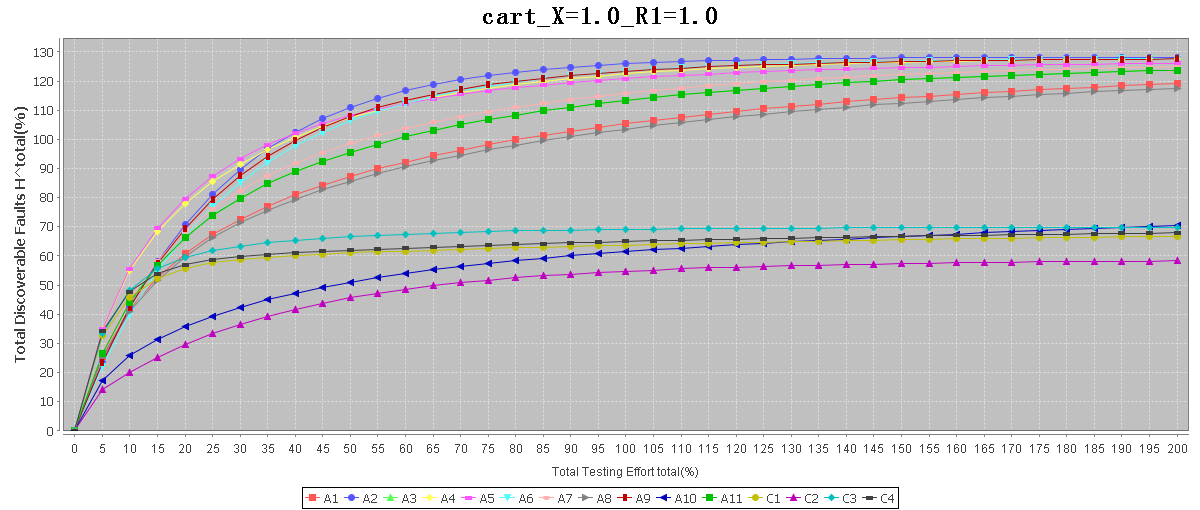 cart_X=1.0_R1=1.0
Total Discoverable Faults H^total(%)
130
120
110
100
90
80
70
60
50
40
30
20
10
0
0 5 10 15 20 25 30 35 40 45 50 55 60 65 70 75 80 85 90 95 100 105 110 115 120 125 130 135 140 145 150 155 160 165 170 175 180 185 190 195 200
Total Testing Effort total(%)
A1 A2 A3 A4 A5 A6 A7 A8 A9 A10 A11 C1 C2 C3 C4